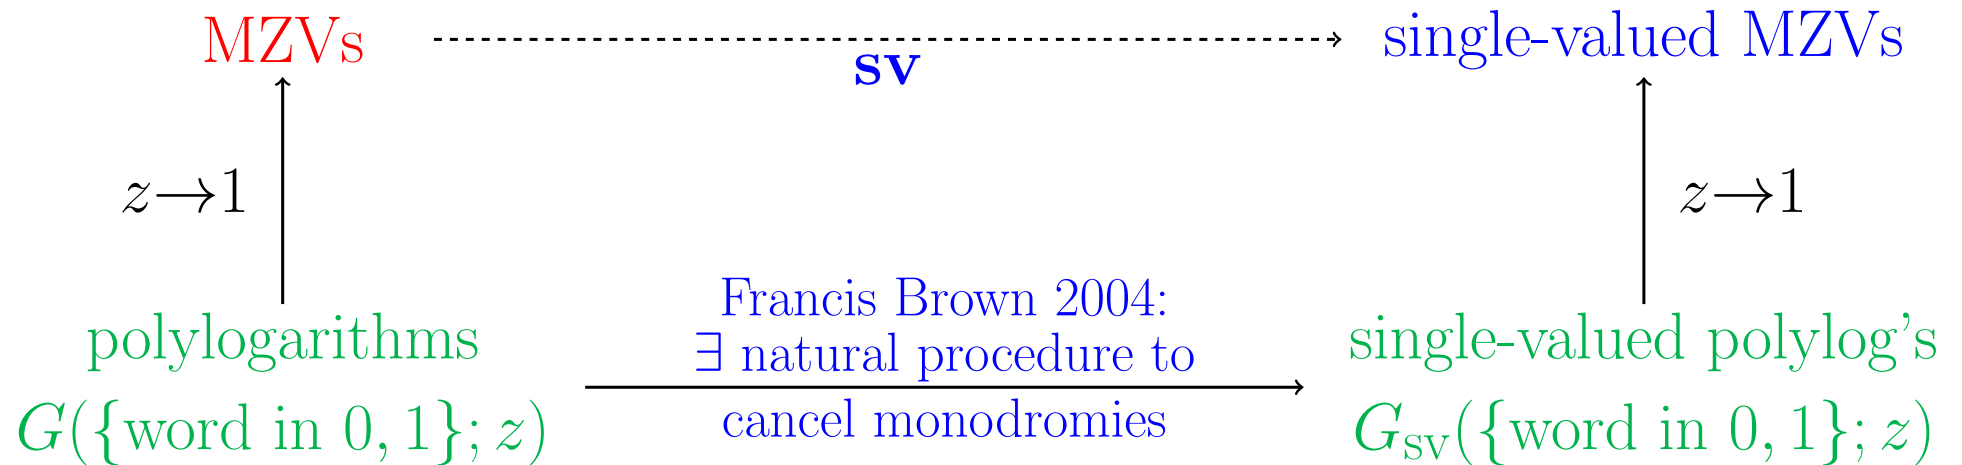 MZVs
sv
single-valued MZVs
z→1
z→1
Francis Brown 2004:
∃ natural procedure to
cancel monodromies
polylogarithms
G({word in 0, 1}; z)
single-valued polylog's
G_sv({word in 0, 1}; z)